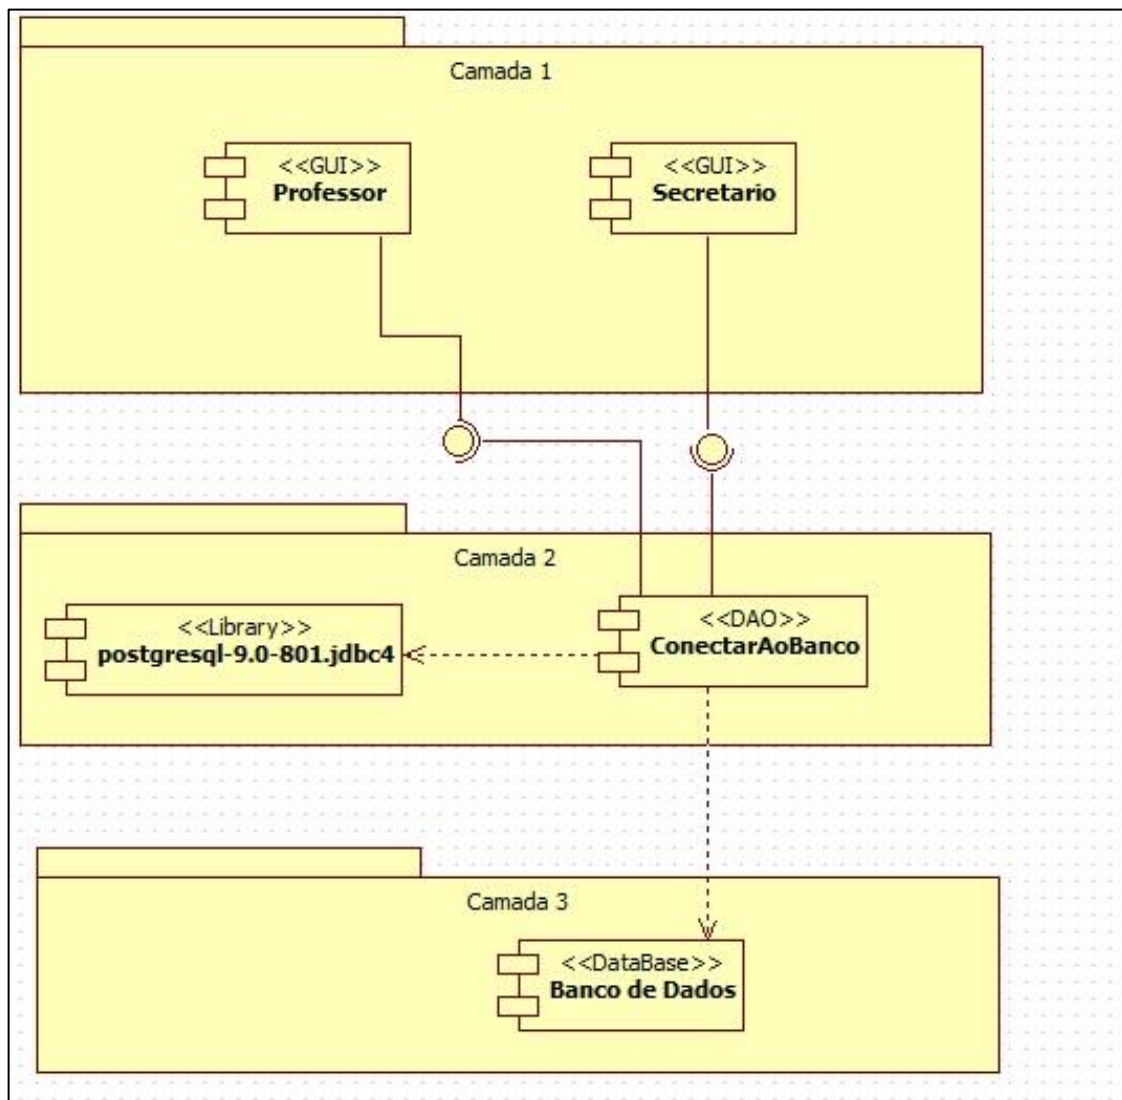 Camada 1
<<GUI>>
Professor
<<GUI>>
Secretario
Camada 2
<<Library>>
postgresql-9.0-801.jdbc4
<<DAO>>
ConectarAoBanco
Camada 3
<<DataBase>>
Banco de Dados